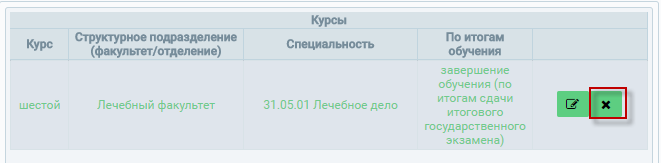 Курсы
Курс
Структурное подразделение
(факультет/отделение)
Специальность
По итогам
обучения
шестой
Лечебный факультет
31.05.01 Лечебное дело
завершение
обучения (по
итогам сдачи
итогового
государственного
экзамена)